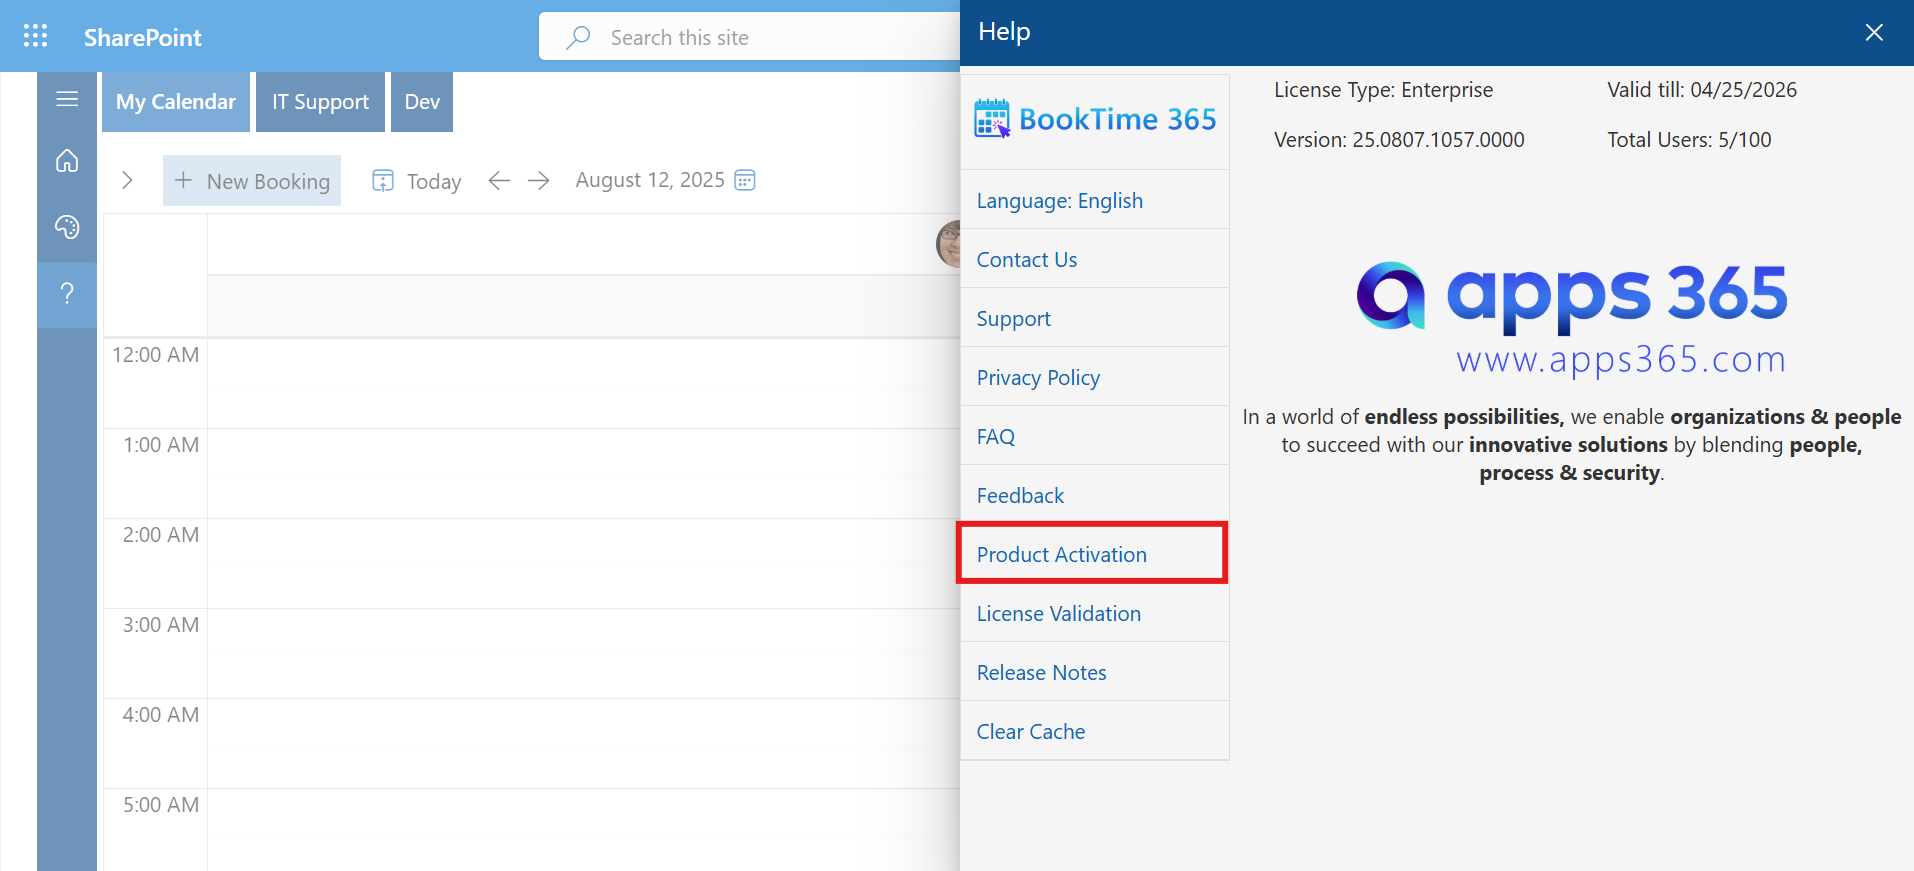 SharePoint
Search this site
My Calendar
IT Support
Dev
New Booking
Today
August 12, 2025
12:00 AM
1:00 AM
2:00 AM
3:00 AM
4:00 AM
5:00 AM
Help
BookTime 365
Language: English
Contact Us
Support
Privacy Policy
FAQ
Feedback
Product Activation
License Validation
Release Notes
Clear Cache
License Type: Enterprise
Valid till: 04/25/2026
Version: 25.0807.1057.0000
Total Users: 5/100
apps 365
www.apps365.com
In a world of endless possibilities, we enable organizations & people
to succeed with our innovative solutions by blending people,
process & security.